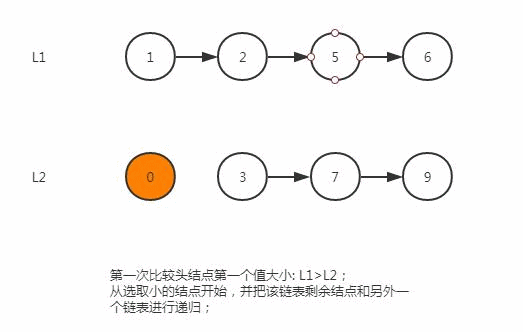 L1 1 2 5 6
L2 0 3 7 9
第一次比较头结点第一个值大小: L1>L2；
从选取小的结点开始，并把该链表剩余结点和另外一
个链表进行递归；